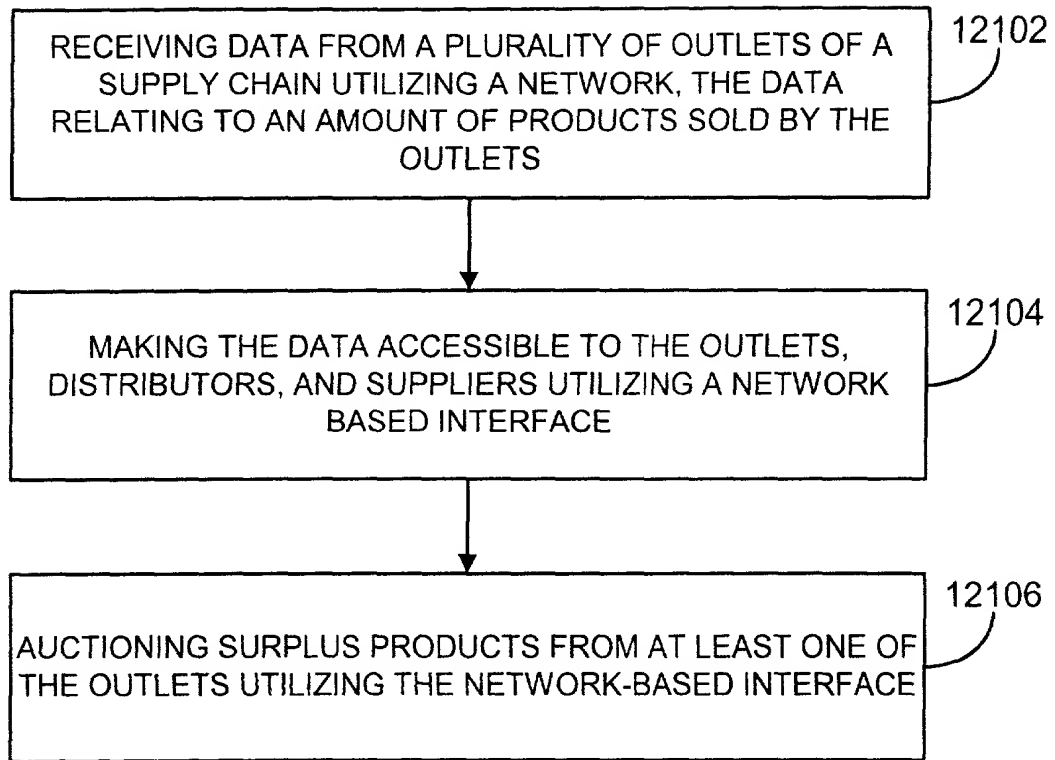 RECEIVING DATA FROM A PLURALITY OF OUTLETS OF A
SUPPLY CHAIN UTILIZING A NETWORK, THE DATA
RELATING TO AN AMOUNT OF PRODUCTS SOLD BY THE
OUTLETS
12102
MAKING THE DATA ACCESSIBLE TO THE OUTLETS,
DISTRIBUTORS, AND SUPPLIERS UTILIZING A NETWORK
BASED INTERFACE
12104
AUCTIONING SURPLUS PRODUCTS FROM AT LEAST ONE OF
THE OUTLETS UTILIZING THE NETWORK-BASED INTERFACE
12106